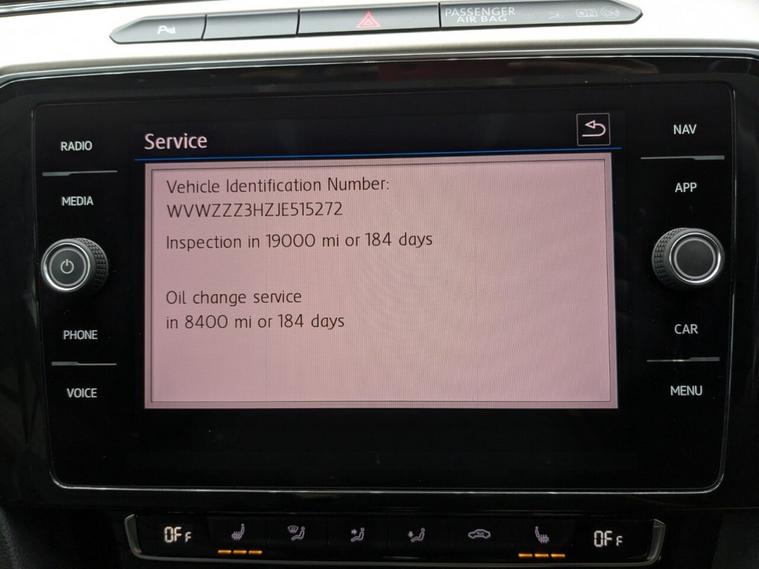 PASSENGER
AIR BAG
ON
Service
RADIO
MEDIA
PHONE
VOICE
Vehicle Identification Number:
WVWZZZ3HZJE515272
Inspection in 19000 mi or 184 days
Oil change service
in 8400 mi or 184 days
NAV
APP
CAR
MENU
OFF
OFF